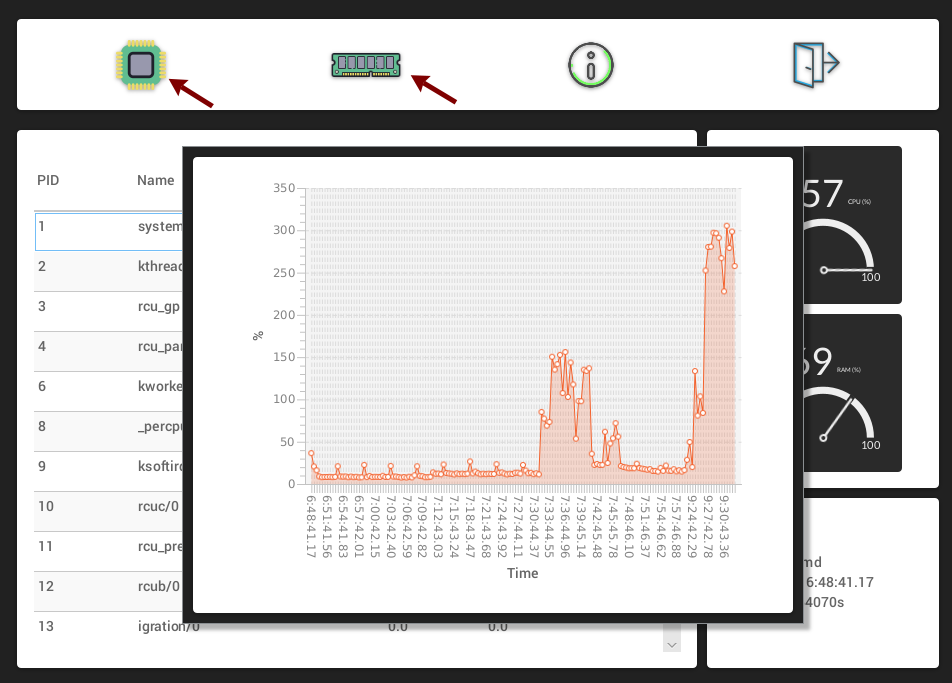 PID Name
1 system
2 kthread
3 rcu_gp
4 rcu_par
6 kworke
8 _percpu
9 ksoftirq
10 rcuc/0
11 rcu_pre
12 rcub/0
13 igration/0 0.0 0.0
350
300
250
200
150
100
50
0
%
6:48:41.17
6:51:41.56
6:54:41.83
6:57:42.01
7:00:42.15
7:03:42.40
7:06:42.59
7:09:42.82
7:12:43.03
7:15:43.24
7:18:43.47
7:21:43.68
7:24:43.92
7:27:44.11
7:30:44.37
7:33:44.55
7:36:44.96
7:39:45.14
7:42:45.48
7:45:45.78
7:48:46.10
7:51:46.37
7:54:46.62
7:57:46.88
9:24:42.29
9:27:42.78
9:30:43.36
Time
57 CPU (%)
100
69 RAM (%)
100
md
6:48:41.17
4070s